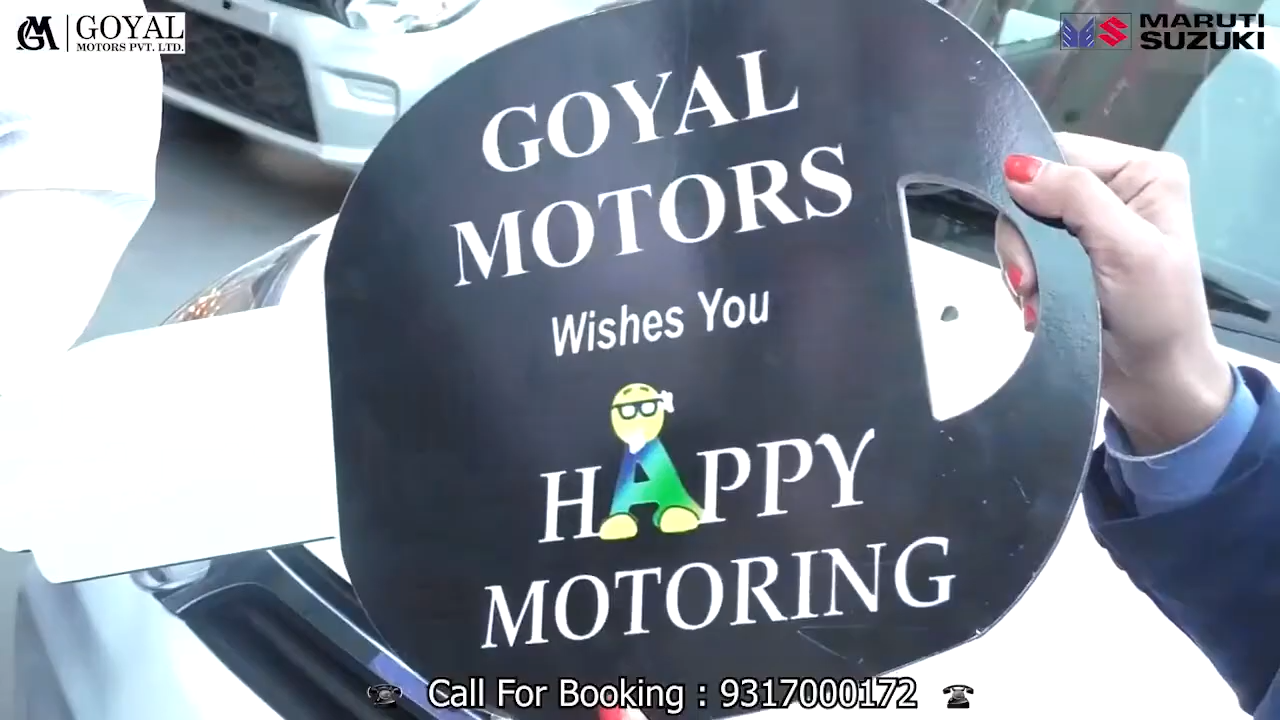 GOYAL
MOTORS PVT. LTD.
MARUTI
SUZUKI
GOYAL
MOTORS
Wishes You
HAPPY
MOTORING
Call For Booking : 9317000172